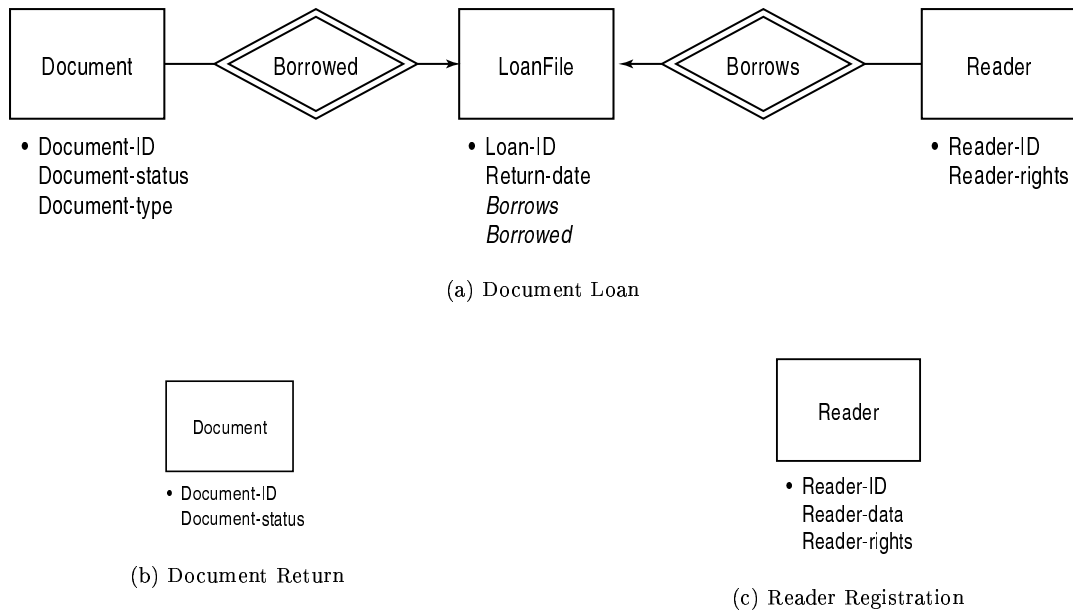 Document
Borrowed
LoanFile
Borrows
Reader
• Document-ID
Document-status
Document-type
• Loan-ID
Return-date
Borrows
Borrowed
• Reader-ID
Reader-rights
(a) Document Loan
Document
• Document-ID
Document-status
(b) Document Return
Reader
• Reader-ID
Reader-data
Reader-rights
(c) Reader Registration